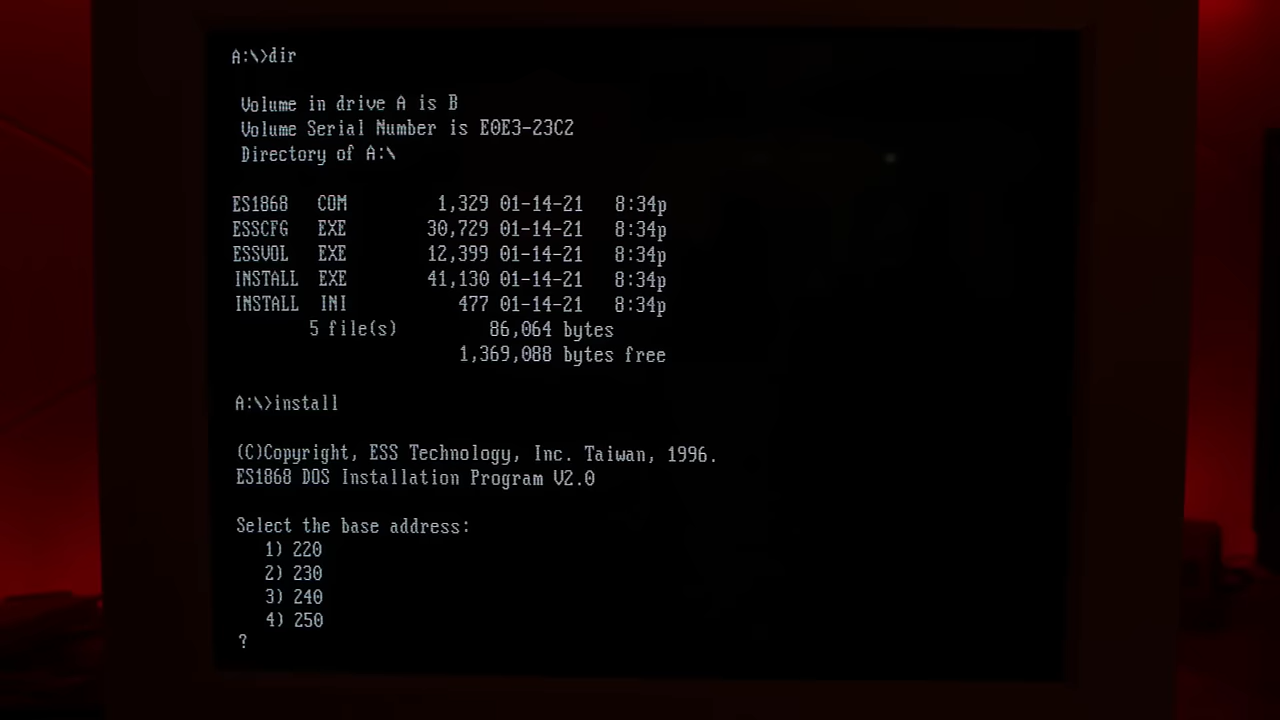 A:\>dir
Volume in drive A is B
Volume Serial Number is E0E3-23C2
Directory of A:\
ES1868 COM 1,329 01-14-21 8:34p
ESSCFG EXE 30,729 01-14-21 8:34p
ESSVOL EXE 12,399 01-14-21 8:34p
INSTALL EXE 41,130 01-14-21 8:34p
INSTALL INI 477 01-14-21 8:34p
5 file(s) 86,064 bytes
1,369,088 bytes free
A:\>install
(C)Copyright, ESS Technology, Inc. Taiwan, 1996.
ES1868 DOS Installation Program V2.0
Select the base address:
1) 220
2) 230
3) 240
4) 250
?